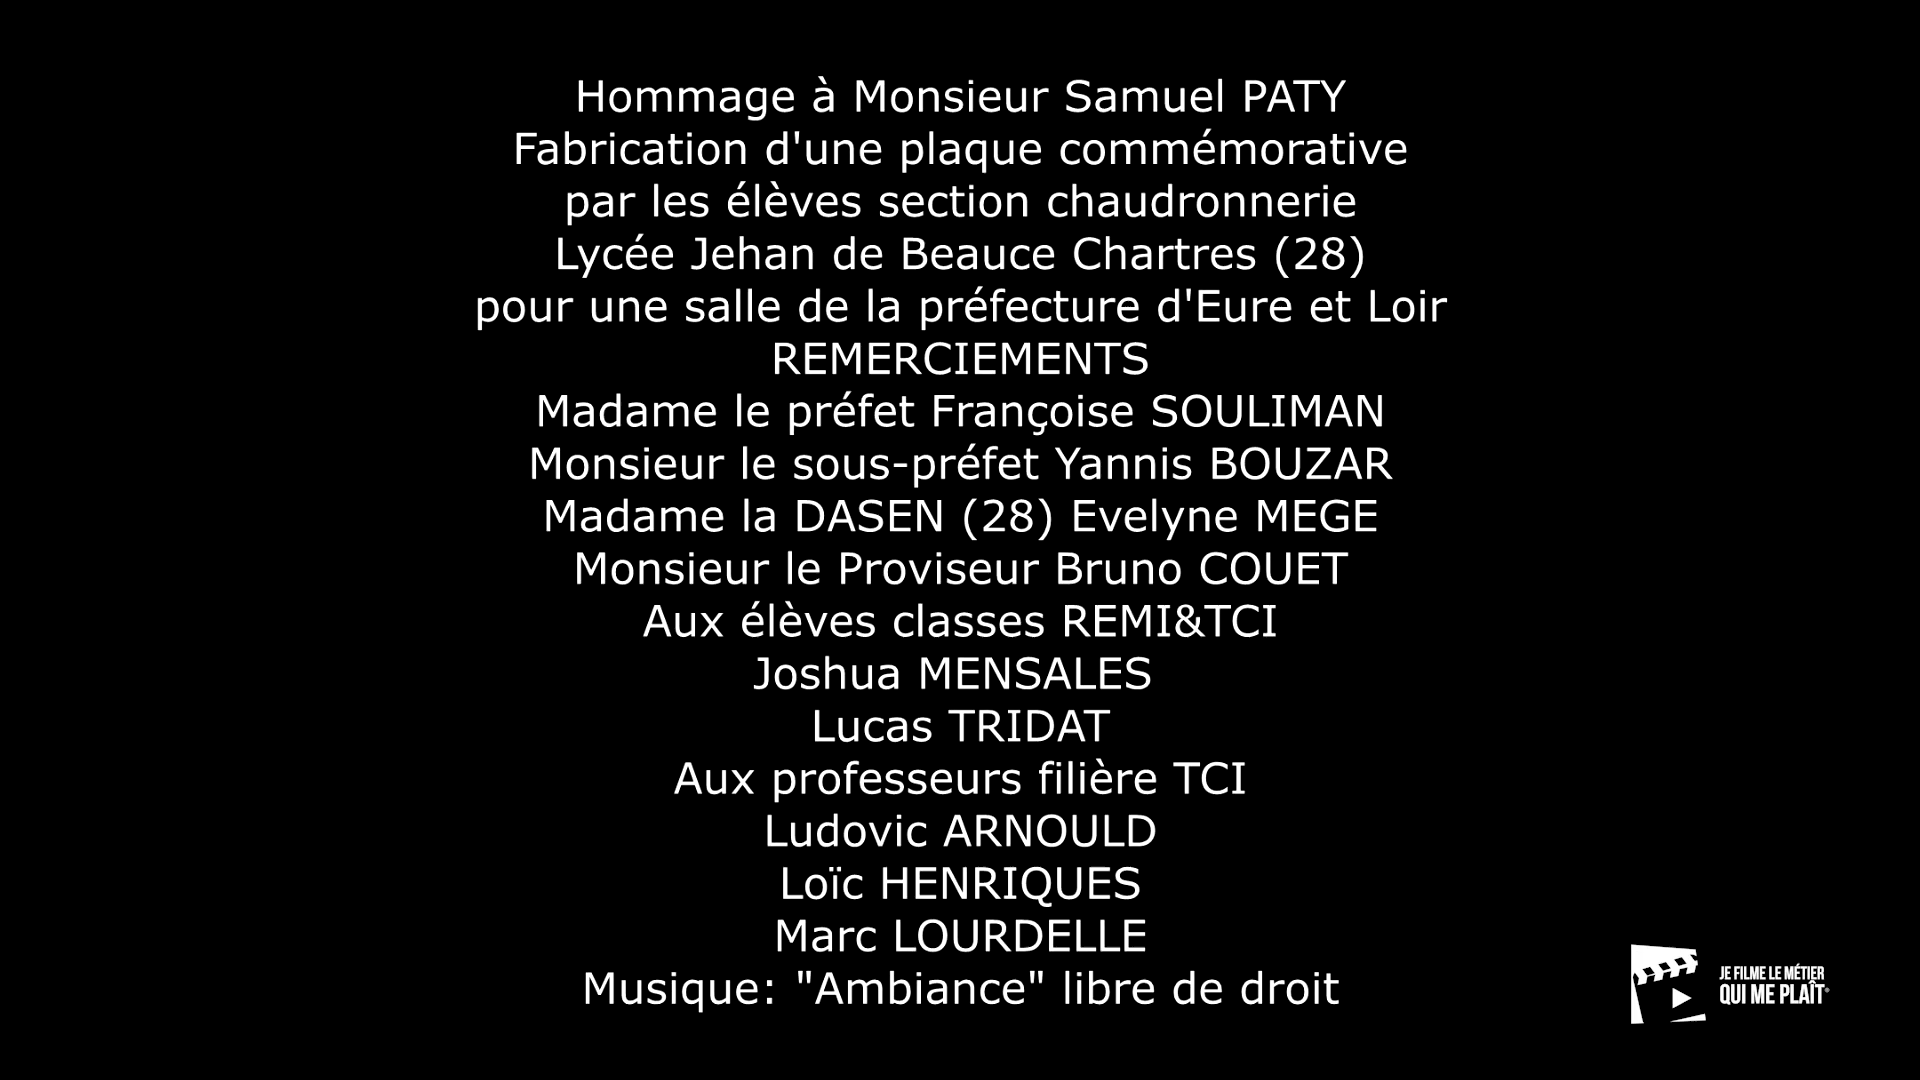 Hommage à Monsieur Samuel PATY
Fabrication d'une plaque commémorative
par les élèves section chaudronnerie
Lycée Jehan de Beauce Chartres (28)
pour une salle de la préfecture d'Eure et Loir
REMERCIEMENTS
Madame le préfet Françoise SOULIMAN
Monsieur le sous-préfet Yannis BOUZAR
Madame la DASEN (28) Evelyne MEGE
Monsieur le Proviseur Bruno COUET
Aux élèves classes REMI&TCI
Joshua MENSALES
Lucas TRIDAT
Aux professeurs filière TCI
Ludovic ARNOULD
Loïc HENRIQUES
Marc LOURDELLE
Musique: "Ambiance" libre de droit
JE FILME LE MÉTIER
QUI ME PLAÎT